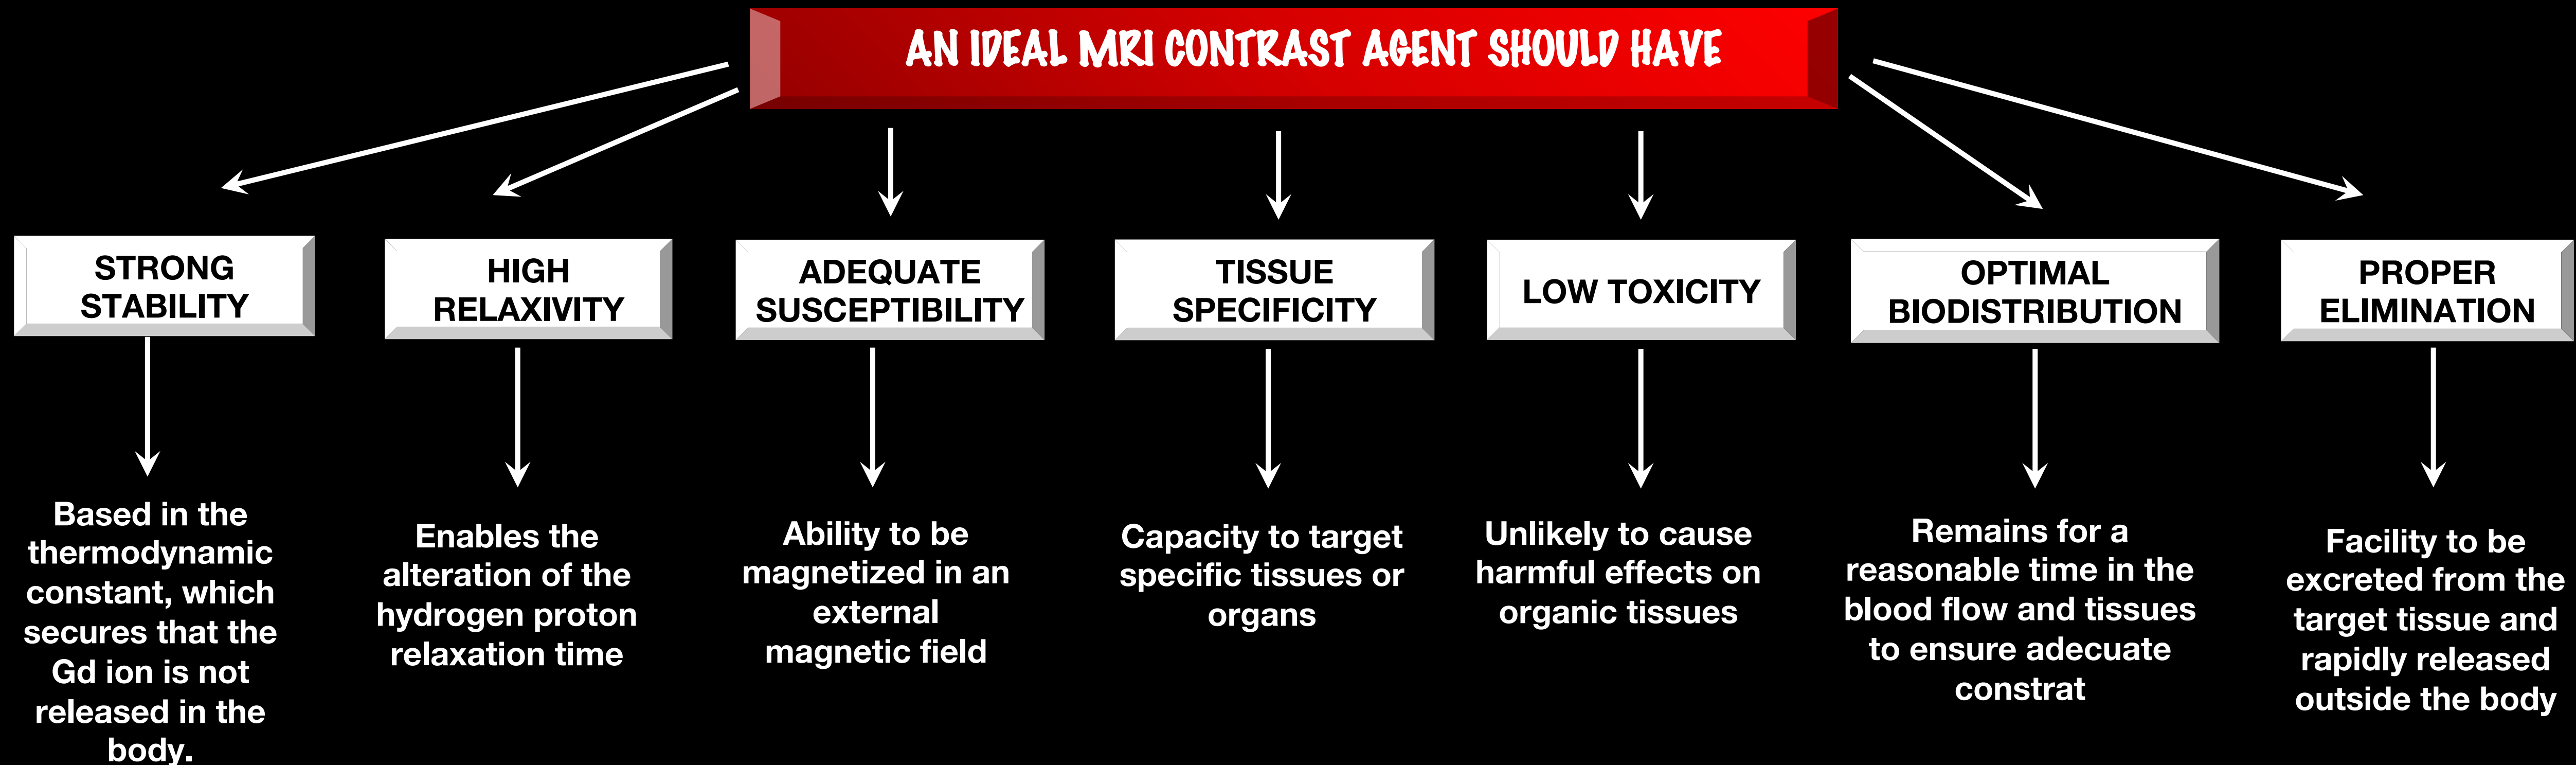 AN IDEAL MRI CONTRAST AGENT SHOULD HAVE
STRONG
STABILITY
HIGH
RELAXIVITY
ADEQUATE
SUSCEPTIBILITY
TISSUE
SPECIFICITY
LOW TOXICITY
OPTIMAL
BIODISTRIBUTION
PROPER
ELIMINATION
Based in the
thermodynamic
constant, which
secures that the
Gd ion is not
released in the
body.
Enables the
alteration of the
hydrogen proton
relaxation time
Ability to be
magnetized in an
external
magnetic field
Capacity to target
specific tissues or
organs
Unlikely to cause
harmful effects on
organic tissues
Remains for a
reasonable time in the
blood flow and tissues
to ensure adecuate
constrat
Facility to be
excreted from the
target tissue and
rapidly released
outside the body